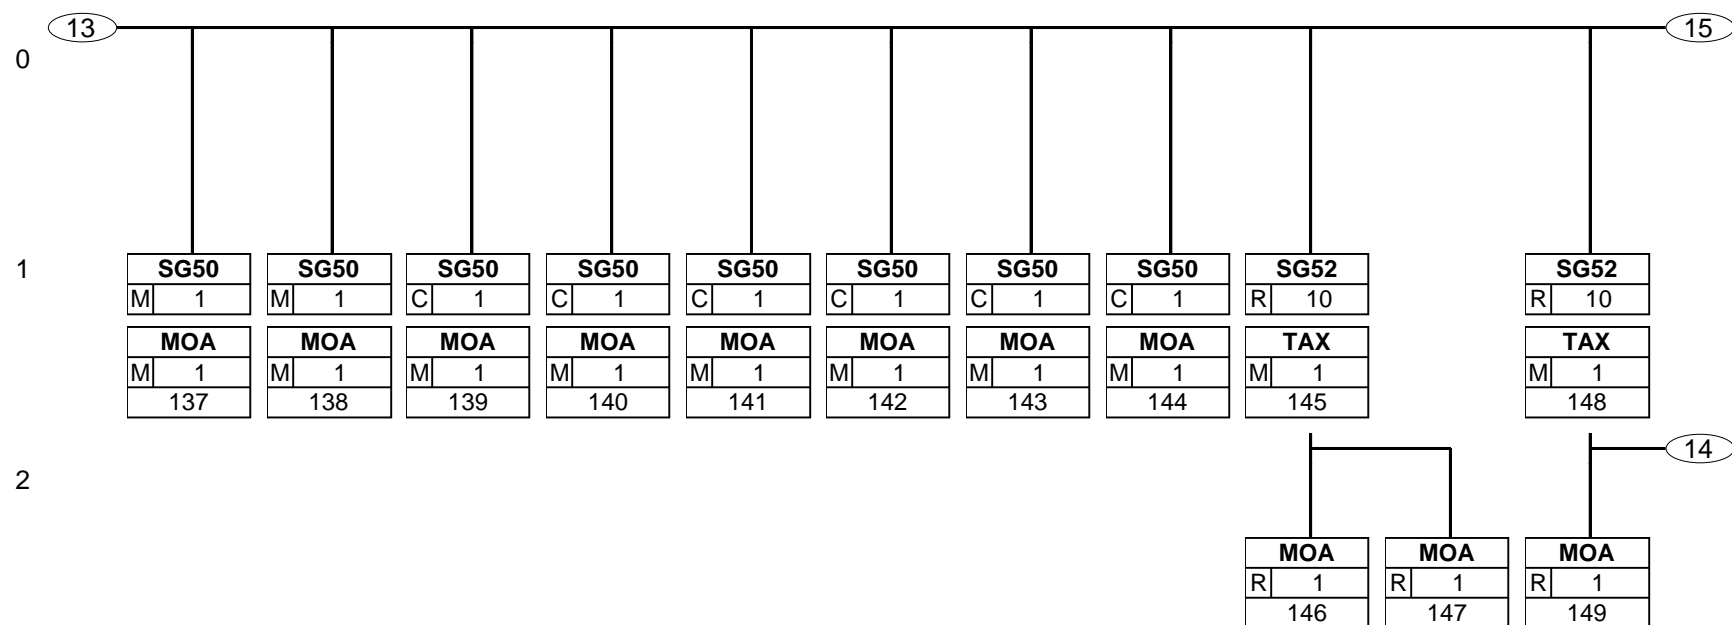 13 15
0
1
SG50 SG50 SG50 SG50 SG50 SG50 SG50 SG50 SG52 SG52
M 1 M 1 C 1 C 1 C 1 C 1 C 1 C 1 R 10 R 10
MOA MOA MOA MOA MOA MOA MOA MOA TAX TAX
M 1 M 1 M 1 M 1 M 1 M 1 M 1 M 1 M 1 M 1
137 138 139 140 141 142 143 144 145 148
14
2
MOA MOA MOA
R 1 R 1 R 1
146 147 149